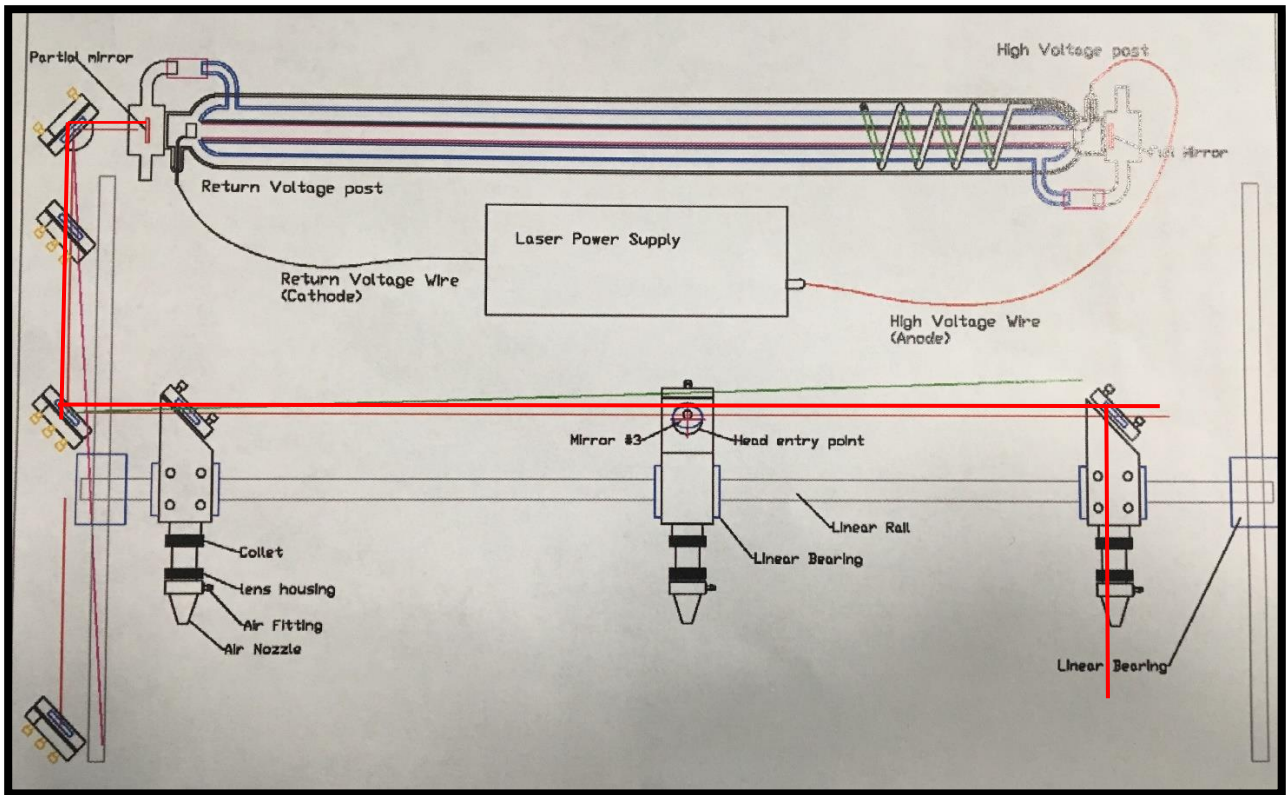 Partial mirror
High Voltage post
Mirror
Return Voltage post
Laser Power Supply
Return Voltage Wire
(Cathode)
High Voltage Wire
(Anode)
Mirror #3
Head entry point
Linear Rail
Collet
Linear Bearing
lens housing
Air Fitting
Air Nozzle
Linear Bearing